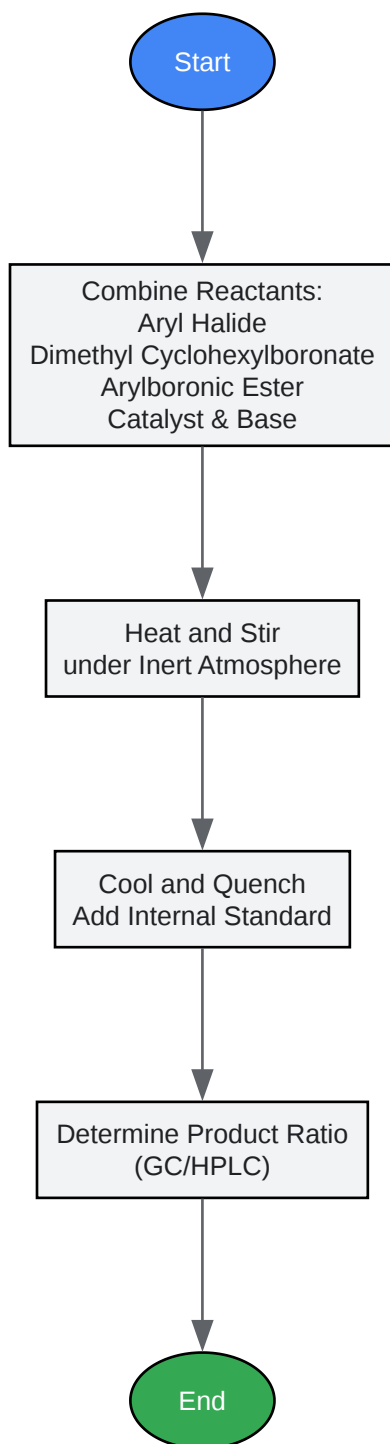 Start
Combine Reactants:
Aryl Halide
Dimethyl Cyclohexylboronate
Arylboronic Ester
Catalyst & Base
Heat and Stir
under Inert Atmosphere
Cool and Quench
Add Internal Standard
Determine Product Ratio
(GC/HPLC)
End